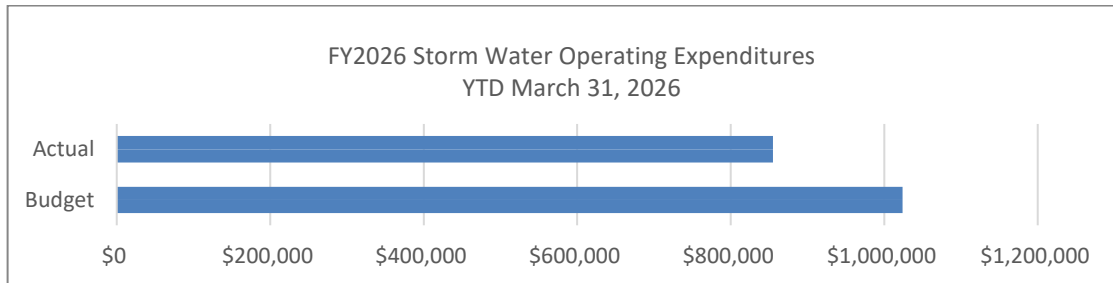 FY2026 Storm Water Operating Expenditures
YTD March 31, 2026
Actual
Budget
$0 $200,000 $400,000 $600,000 $800,000 $1,000,000 $1,200,000